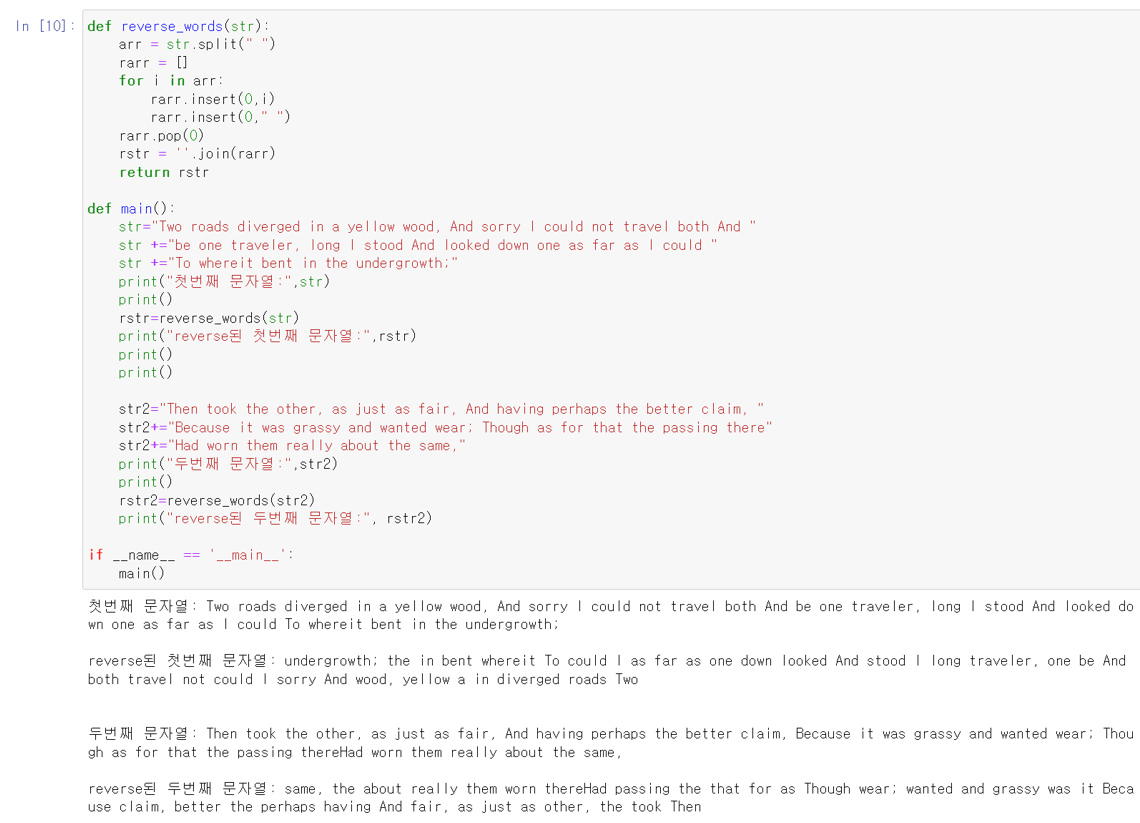 In [10]: def reverse_words(str):
    arr = str.split(" ")
    rarr = []
    for i in arr:
        rarr.insert(0,i)
        rarr.insert(0," ")
    rarr.pop(0)
    rstr = ''.join(rarr)
    return rstr

def main():
    str="Two roads diverged in a yellow wood, And sorry I could not travel both And "
    str +="be one traveler, long I stood And looked down one as far as I could "
    str +="To whereit bent in the undergrowth;"
    print("첫번째 문자열:",str)
    print()
    rstr=reverse_words(str)
    print("reverse된 첫번째 문자열:",rstr)
    print()
    print()

    str2="Then took the other, as just as fair, And having perhaps the better claim, "
    str2+="Because it was grassy and wanted wear; Though as for that the passing there"
    str2+="Had worn them really about the same,"
    print("두번째 문자열:",str2)
    print()
    rstr2=reverse_words(str2)
    print("reverse된 두번째 문자열:", rstr2)

if __name__ == '__main__':
    main()
첫번째 문자열: Two roads diverged in a yellow wood, And sorry I could not travel both And be one traveler, long I stood And looked do
wn one as far as I could To whereit bent in the undergrowth;

reverse된 첫번째 문자열: undergrowth; the in bent whereit To could I as far as one down looked And stood I long traveler, one be And
both travel not could I sorry And wood, yellow a in diverged roads Two

두번째 문자열: Then took the other, as just as fair, And having perhaps the better claim, Because it was grassy and wanted wear; Thou
gh as for that the passing thereHad worn them really about the same,

reverse된 두번째 문자열: same, the about really them worn thereHad passing the that for as Though wear; wanted and grassy was it Beca
use claim, better the perhaps having And fair, as just as other, the took Then